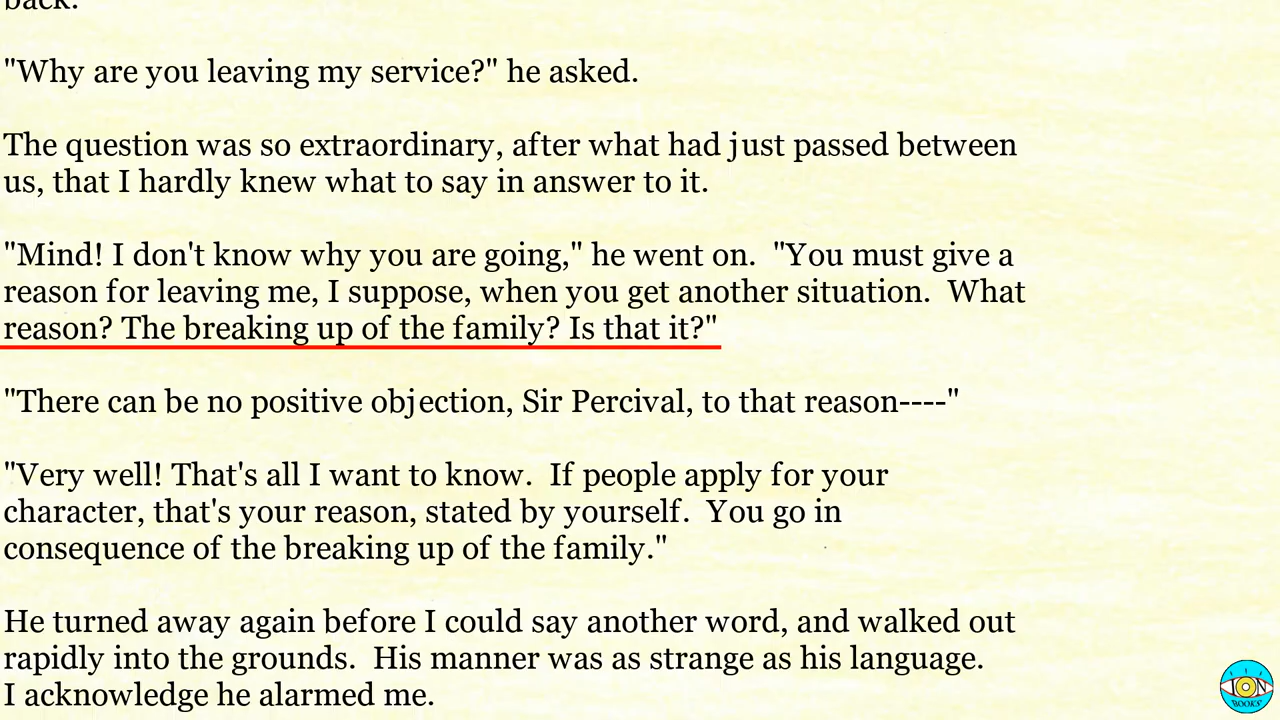 back.
"Why are you leaving my service?" he asked.
The question was so extraordinary, after what had just passed between
us, that I hardly knew what to say in answer to it.
"Mind! I don't know why you are going," he went on.  "You must give a
reason for leaving me, I suppose, when you get another situation.  What
reason? The breaking up of the family? Is that it?"
"There can be no positive objection, Sir Percival, to that reason----"
"Very well! That's all I want to know.  If people apply for your
character, that's your reason, stated by yourself.  You go in
consequence of the breaking up of the family."
He turned away again before I could say another word, and walked out
rapidly into the grounds.  His manner was as strange as his language.
I acknowledge he alarmed me.
ION
BOOKS